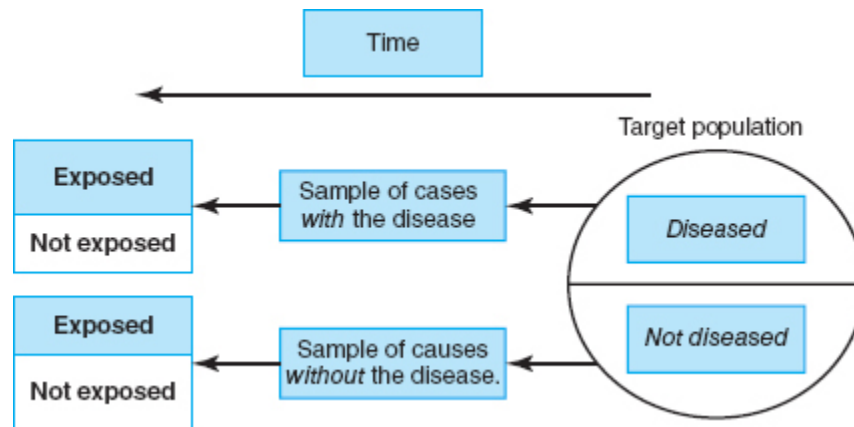 Time
Target population
Exposed
Sample of cases
with the disease
Diseased
Not exposed
Exposed
Sample of causes
without the disease.
Not diseased
Not exposed